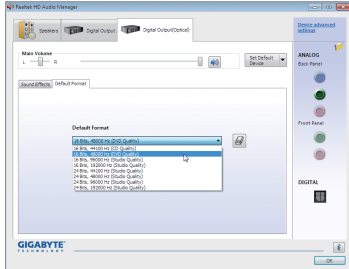 Realtek HD Audio Manager
Speakers
Digital Output
Digital Output(Optical)
Device advanced
settings
Main Volume
L
R
Set Default
Device
ANALOG
Back Panel
Sound Effects
Default Format
Default Format
16 Bits, 48000 Hz (DVD Quality)
16 Bits, 44100 Hz (CD Quality)
16 Bits, 48000 Hz (DVD Quality)
16 Bits, 96000 Hz (Studio Quality)
16 Bits, 192000 Hz (Studio Quality)
24 Bits, 44100 Hz (Studio Quality)
24 Bits, 48000 Hz (Studio Quality)
24 Bits, 96000 Hz (Studio Quality)
24 Bits, 192000 Hz (Studio Quality)
Front Panel
DIGITAL
GIGABYTE™
TECHNOLOGY
OK